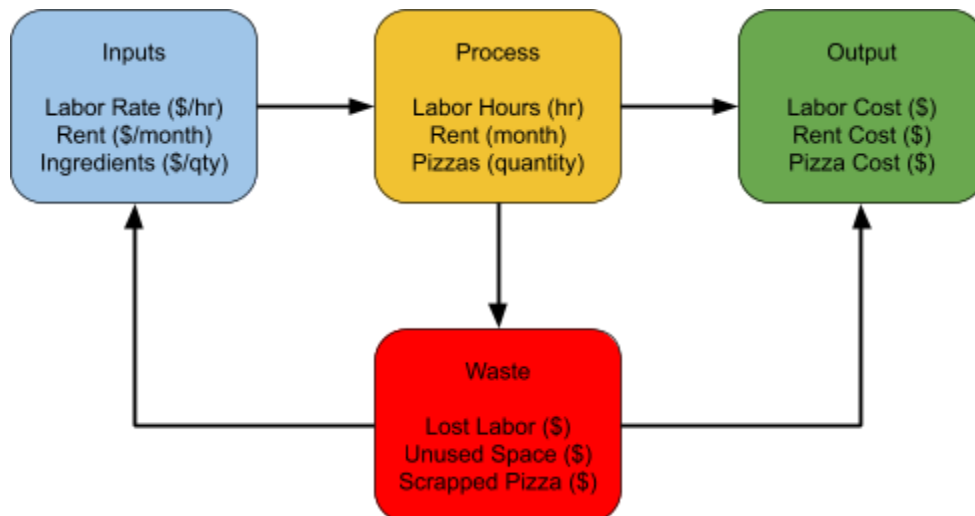 Inputs
Labor Rate ($/hr)
Rent ($/month)
Ingredients ($/qty)
Process
Labor Hours (hr)
Rent (month)
Pizzas (quantity)
Output
Labor Cost ($)
Rent Cost ($)
Pizza Cost ($)
Waste
Lost Labor ($)
Unused Space ($)
Scrapped Pizza ($)